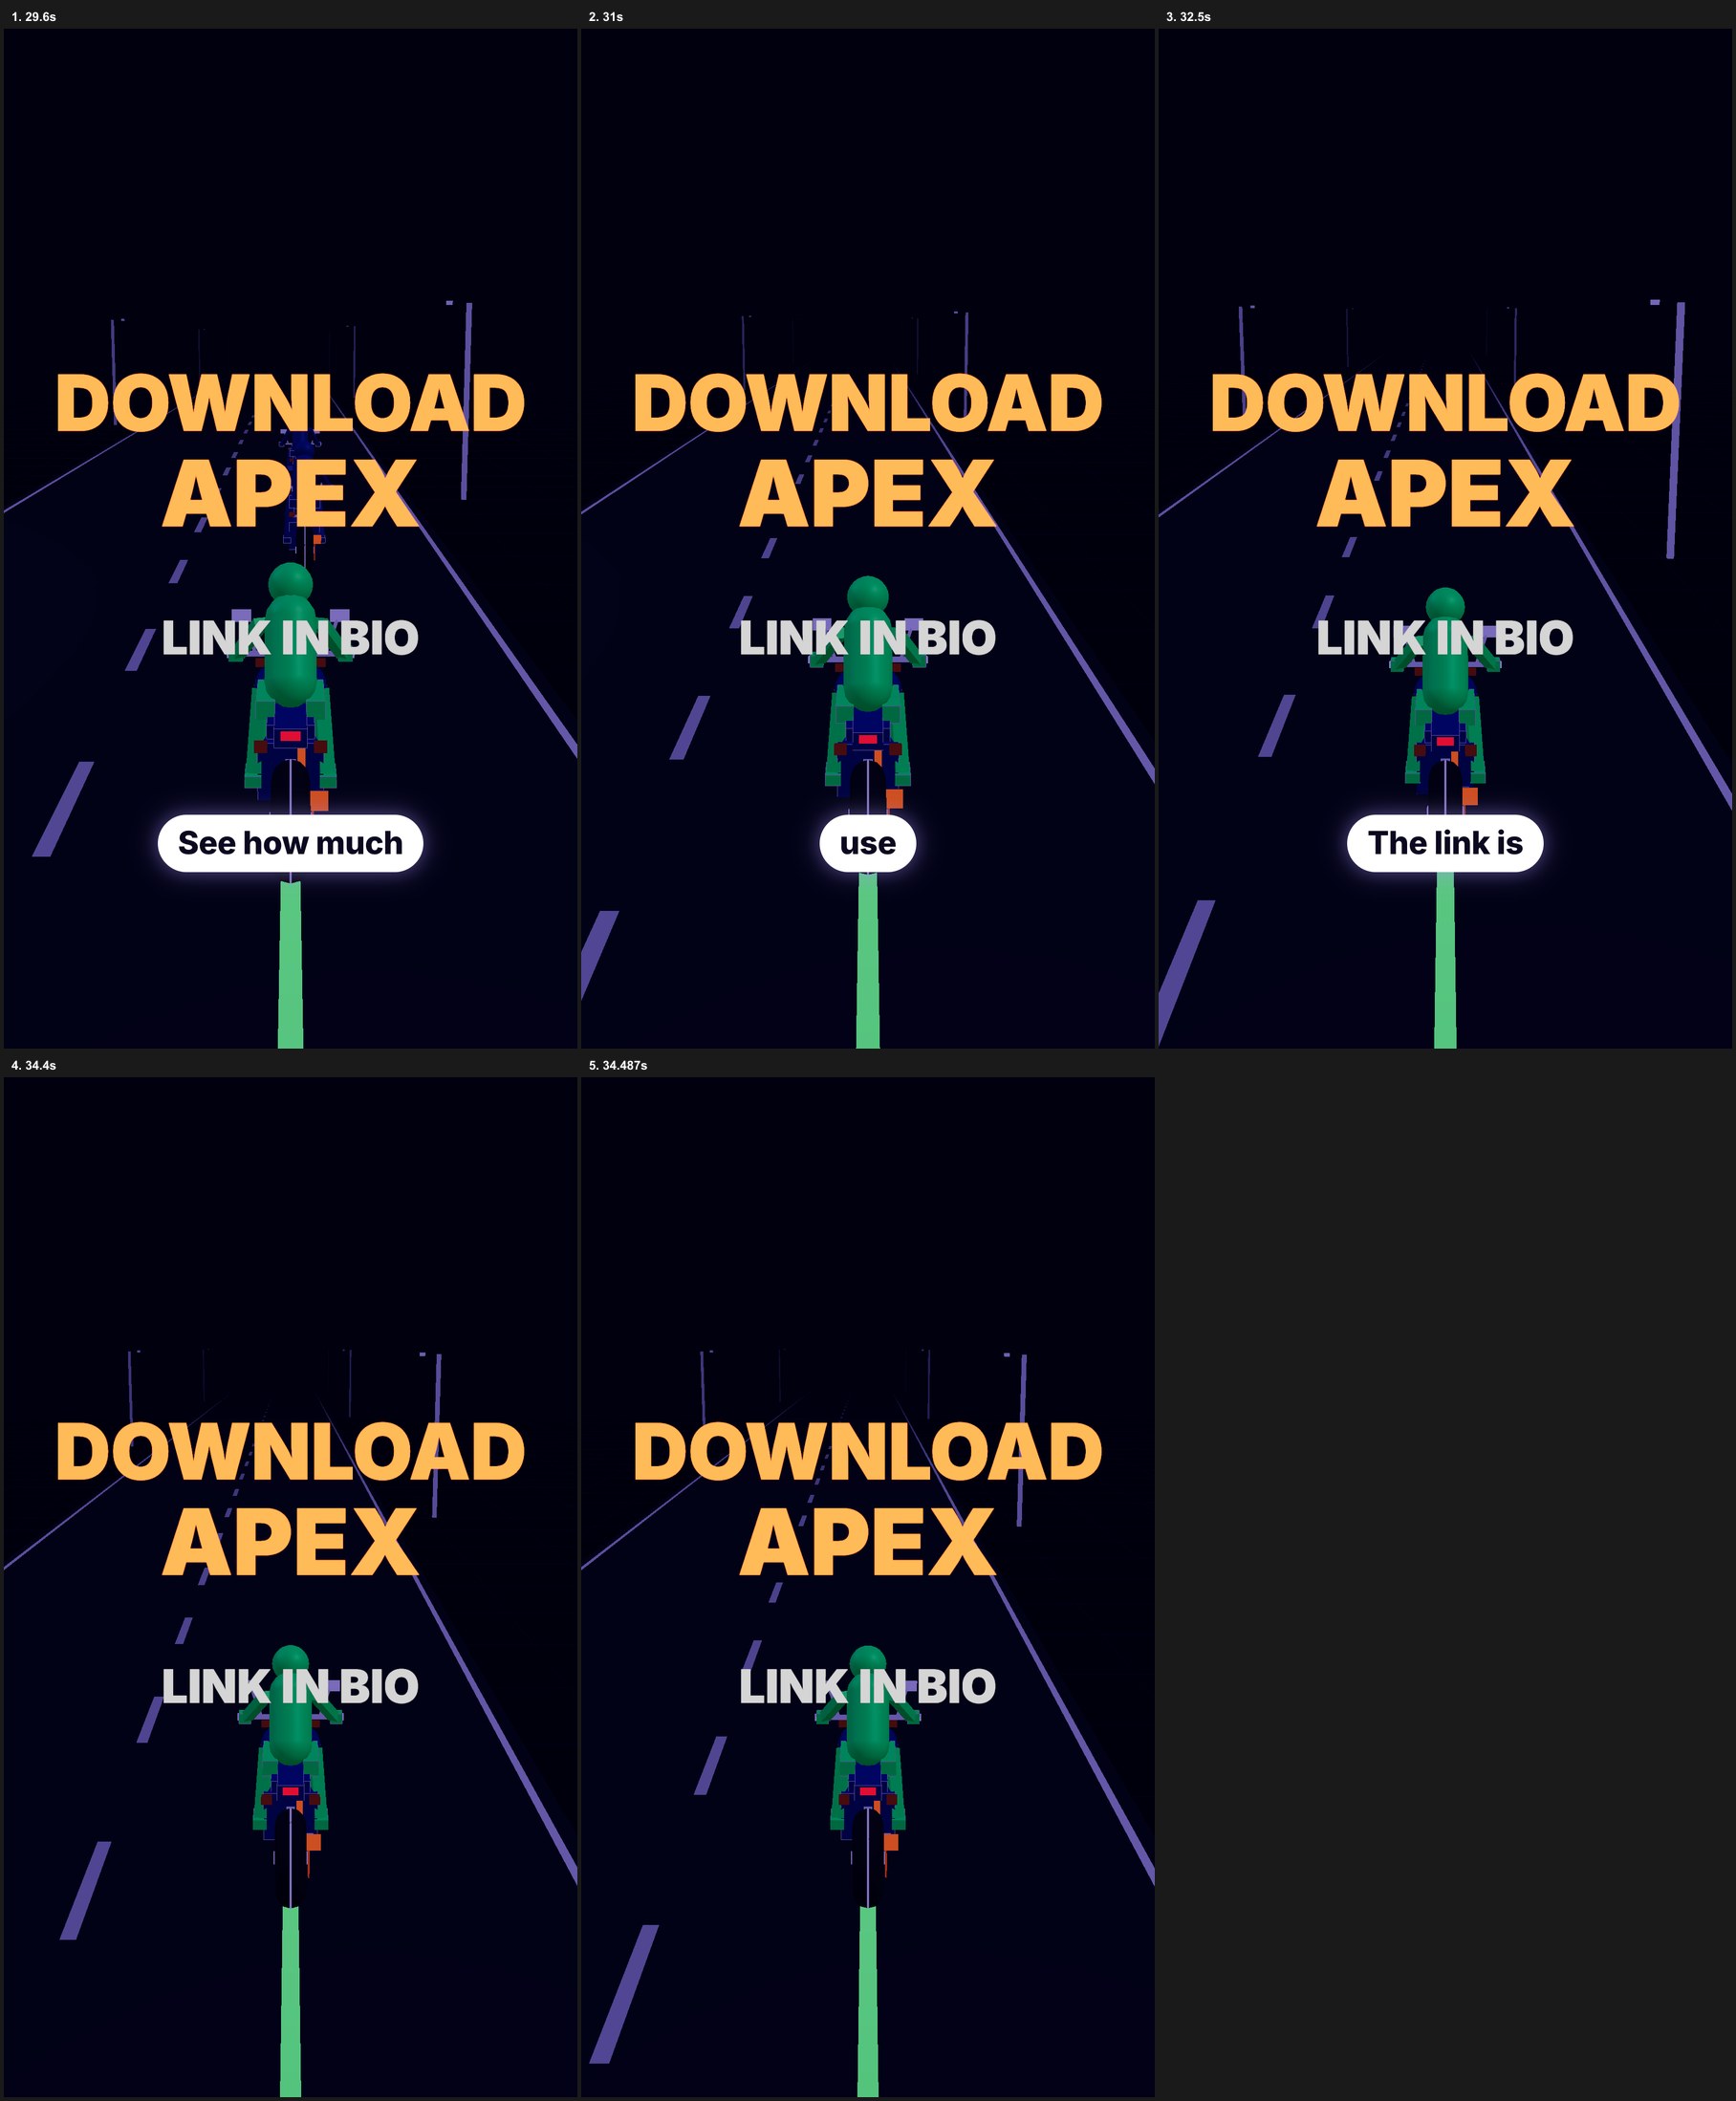 1. 29.6s
DOWNLOAD
APEX
LINK IN BIO
See how much
2. 31s
DOWNLOAD
APEX
LINK IN BIO
use
3. 32.5s
DOWNLOAD
APEX
LINK IN BIO
The link is
4. 34.4s
DOWNLOAD
APEX
LINK IN BIO
5. 34.487s
DOWNLOAD
APEX
LINK IN BIO